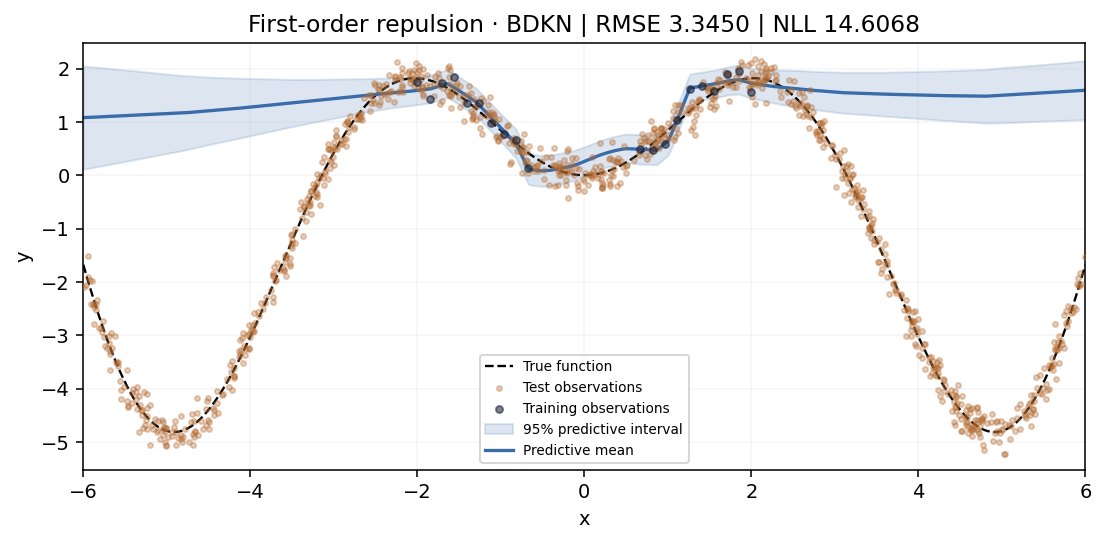 First-order repulsion · BDKN | RMSE 3.3450 | NLL 14.6068
y
2
1
0
−1
−2
−3
−4
−5
True function
Test observations
Training observations
95% predictive interval
Predictive mean
−6 −4 −2 0 2 4 6
x